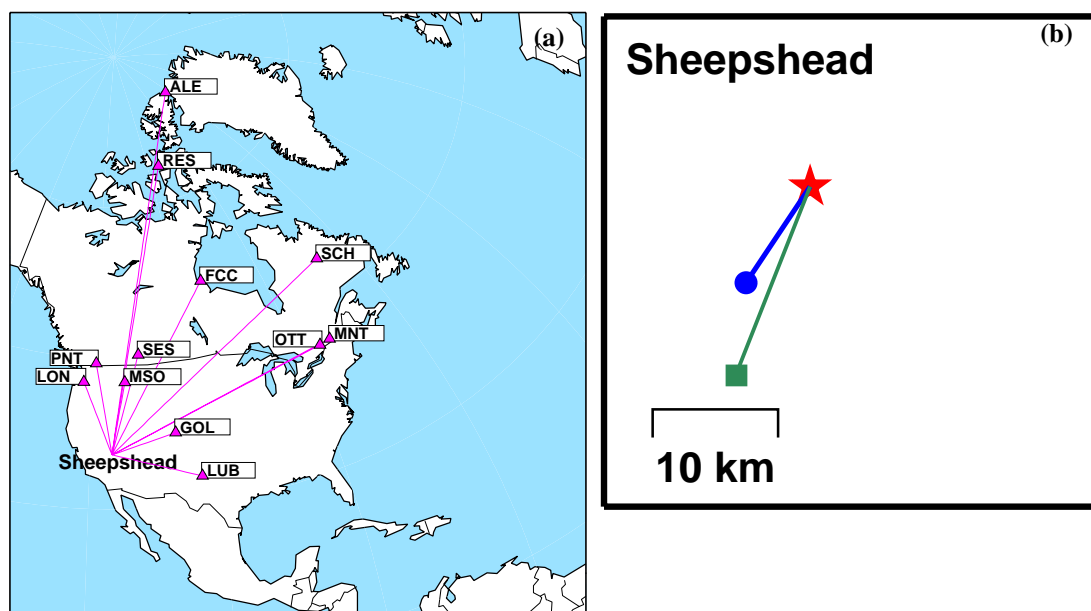 (a)
ALE
RES
SCH
FCC
OTT
MNT
PNT
SES
LON
MSO
GOL
Sheepshead
LUB
(b)
Sheepshead
10 km